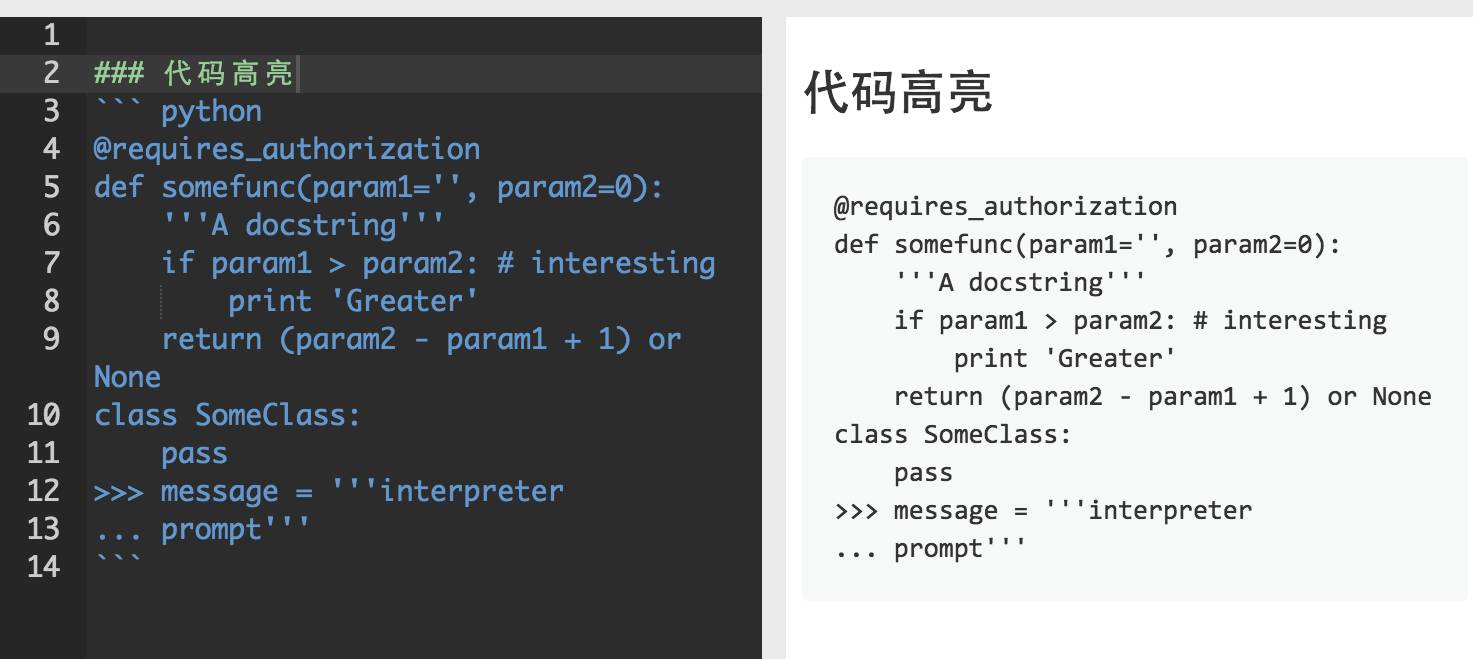 1
2 ### 代码高亮
3 ``` python
4 @requires_authorization
5 def somefunc(param1='', param2=0):
6     '''A docstring'''
7     if param1 > param2: # interesting
8         print 'Greater'
9     return (param2 - param1 + 1) or
None
10 class SomeClass:
11     pass
12 >>> message = '''interpreter
13 ... prompt'''
14 ```
代码高亮
@requires_authorization
def somefunc(param1='', param2=0):
    '''A docstring'''
    if param1 > param2: # interesting
        print 'Greater'
    return (param2 - param1 + 1) or None
class SomeClass:
    pass
>>> message = '''interpreter
... prompt'''